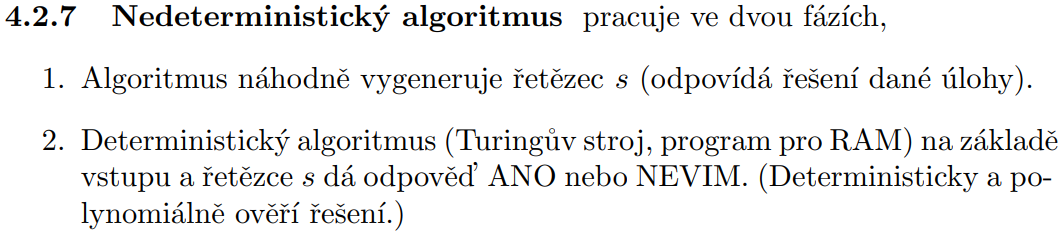 4.2.7 Nedeterministický algoritmus pracuje ve dvou fázích,
1. Algoritmus náhodně vygeneruje řetězec s (odpovídá řešení dané úlohy).
2. Deterministický algoritmus (Turingův stroj, program pro RAM) na základě
vstupu a řetězce s dá odpověď ANO nebo NEVIM. (Deterministicky a po-
lynomiálně ověří řešení.)